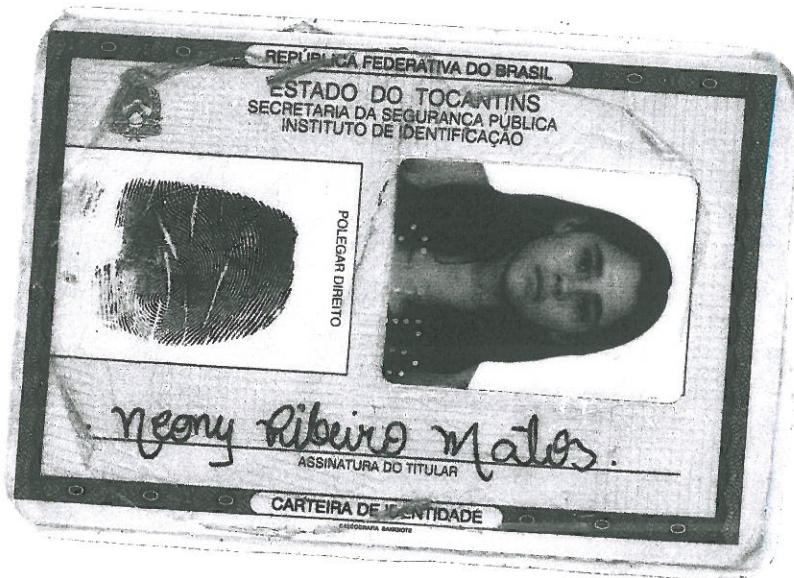 REPÚBLICA FEDERATIVA DO BRASIL
ESTADO DO TOCANTINS
SECRETARIA DA SEGURANÇA PÚBLICA
INSTITUTO DE IDENTIFICAÇÃO
POLEGAR DIREITO
Neony Ribeiro Matos.
ASSINATURA DO TITULAR
CARTEIRA DE IDENTIDADE